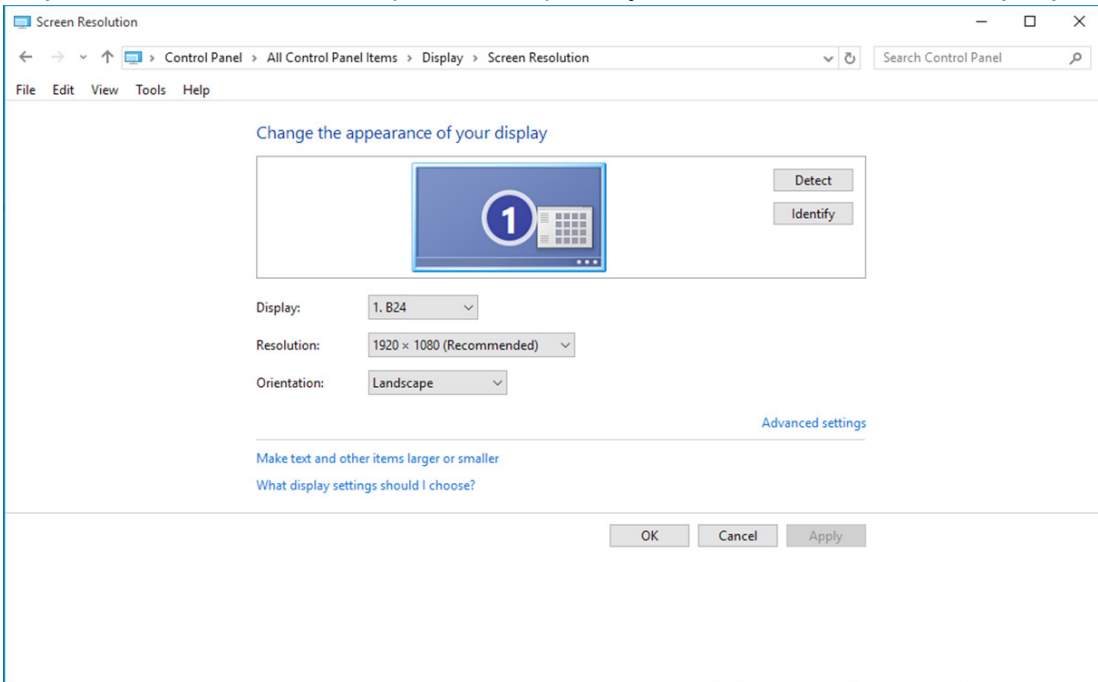 Screen Resolution
Control Panel > All Control Panel Items > Display > Screen Resolution
Search Control Panel
File Edit View Tools Help
Change the appearance of your display
1
Detect
Identify
Display: 1. B24
Resolution: 1920 × 1080 (Recommended)
Orientation: Landscape
Advanced settings
Make text and other items larger or smaller
What display settings should I choose?
OK Cancel Apply